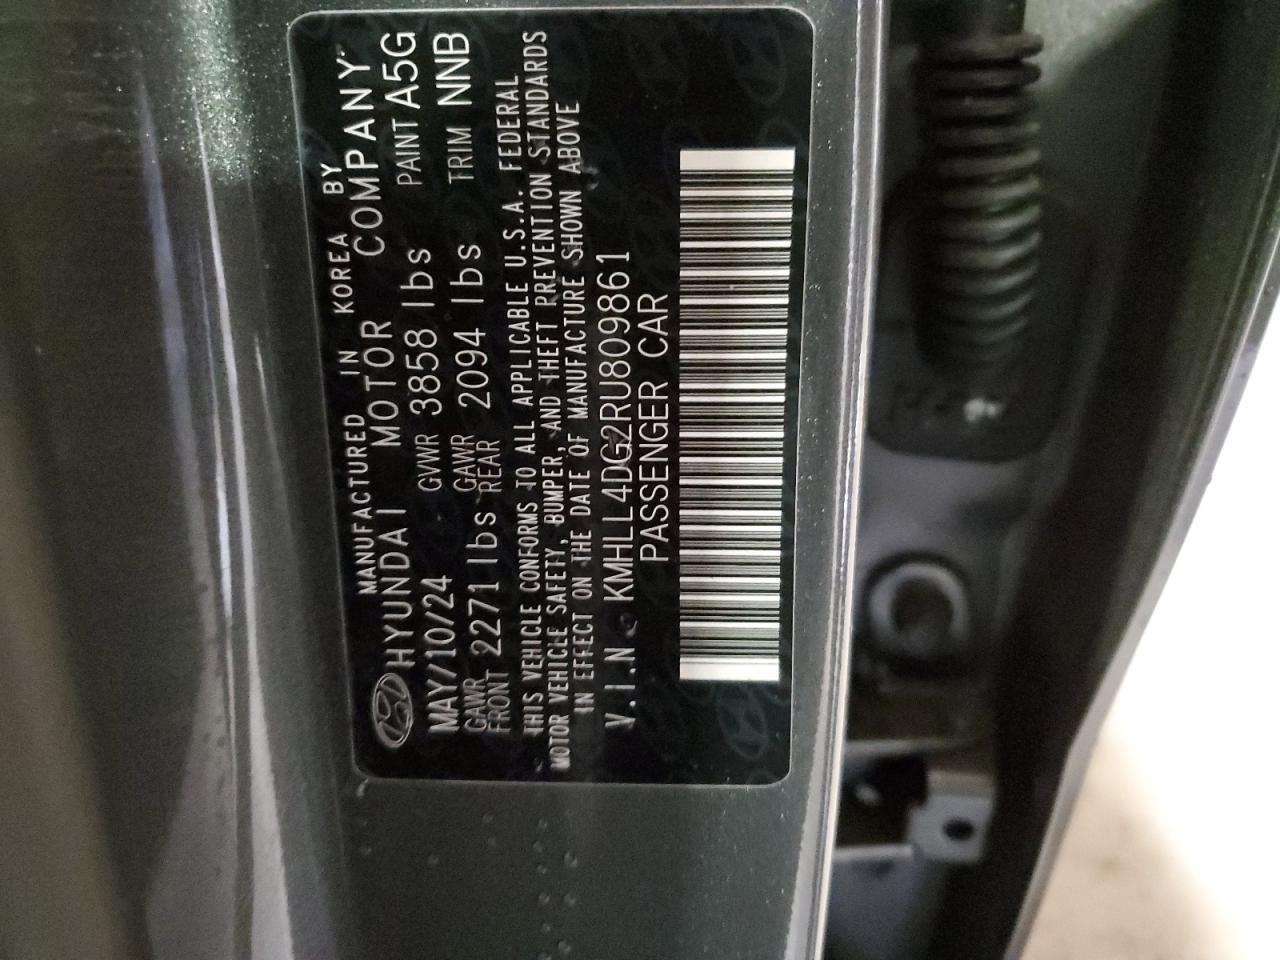 MANUFACTURED IN KOREA BY
HYUNDAI MOTOR COMPANY
MAY/10/24 GVWR 3858 lbs PAINT A5G
GAWR FRONT 2271 lbs GAWR REAR 2094 lbs TRIM NNB
THIS VEHICLE CONFORMS TO ALL APPLICABLE U.S.A. FEDERAL
MOTOR VEHICLE SAFETY, BUMPER, AND THEFT PREVENTION STANDARDS
IN EFFECT ON THE DATE OF MANUFACTURE SHOWN ABOVE
V.I.N : KMHLL4DG2RU809861
PASSENGER CAR